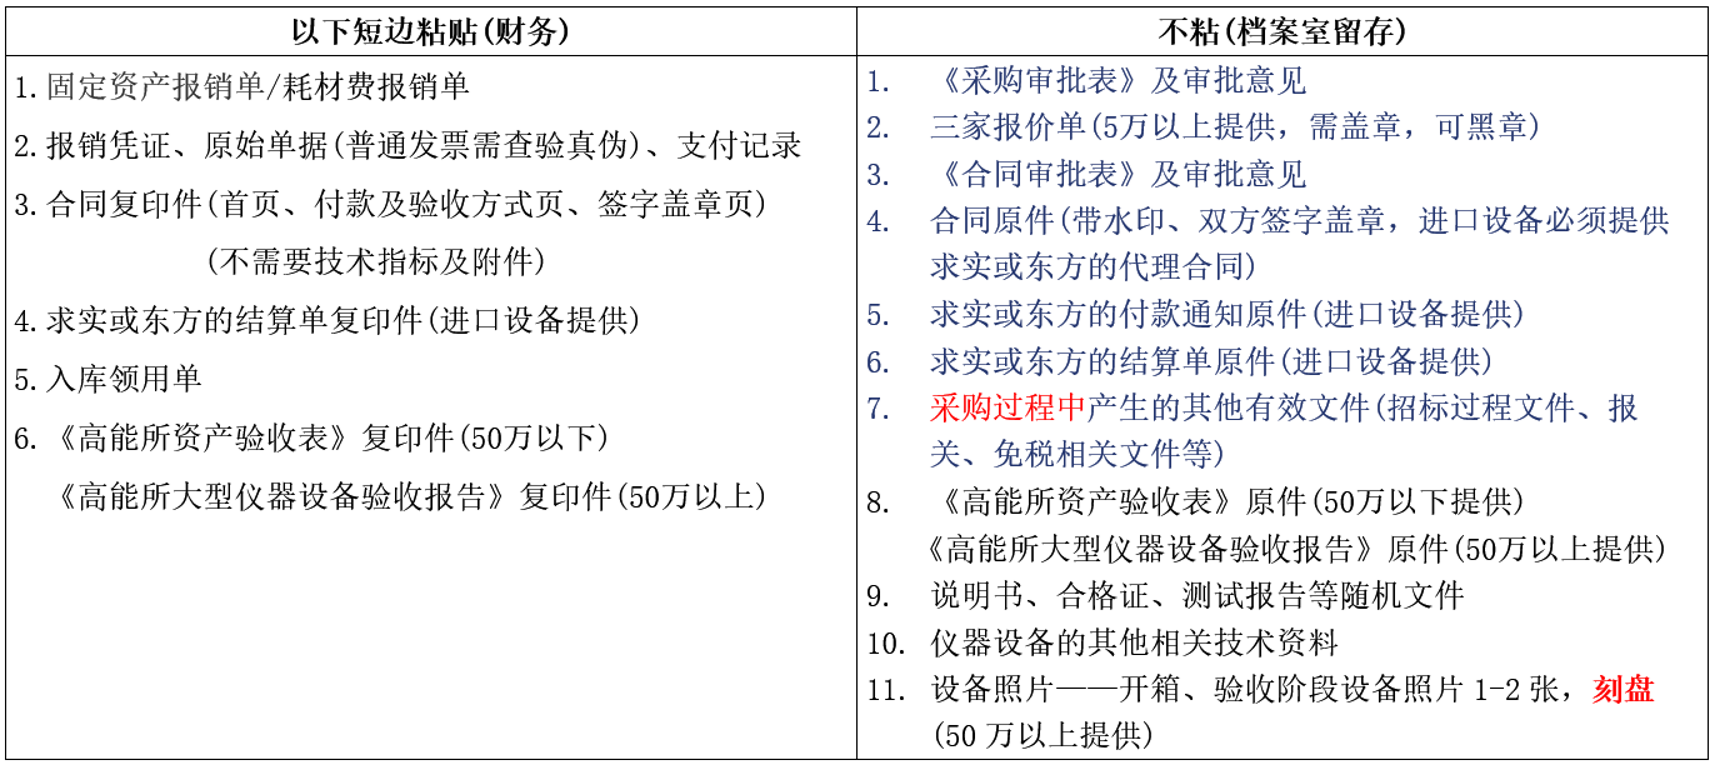 以下短边粘贴(财务)
1.固定资产报销单/耗材费报销单
2.报销凭证、原始单据(普通发票需查验真伪)、支付记录
3.合同复印件(首页、付款及验收方式页、签字盖章页)
(不需要技术指标及附件)
4.求实或东方的结算单复印件(进口设备提供)
5.入库领用单
6.《高能所资产验收表》复印件(50万以下)
《高能所大型仪器设备验收报告》复印件(50万以上)
不粘(档案室留存)
1. 《采购审批表》及审批意见
2. 三家报价单(5万以上提供，需盖章，可黑章)
3. 《合同审批表》及审批意见
4. 合同原件(带水印、双方签字盖章，进口设备必须提供
求实或东方的代理合同)
5. 求实或东方的付款通知原件(进口设备提供)
6. 求实或东方的结算单原件(进口设备提供)
7. 采购过程中产生的其他有效文件(招标过程文件、报
关、免税相关文件等)
8. 《高能所资产验收表》原件(50万以下提供)
《高能所大型仪器设备验收报告》原件(50万以上提供)
9. 说明书、合格证、测试报告等随机文件
10. 仪器设备的其他相关技术资料
11. 设备照片——开箱、验收阶段设备照片1-2张，刻盘
(50万以上提供)